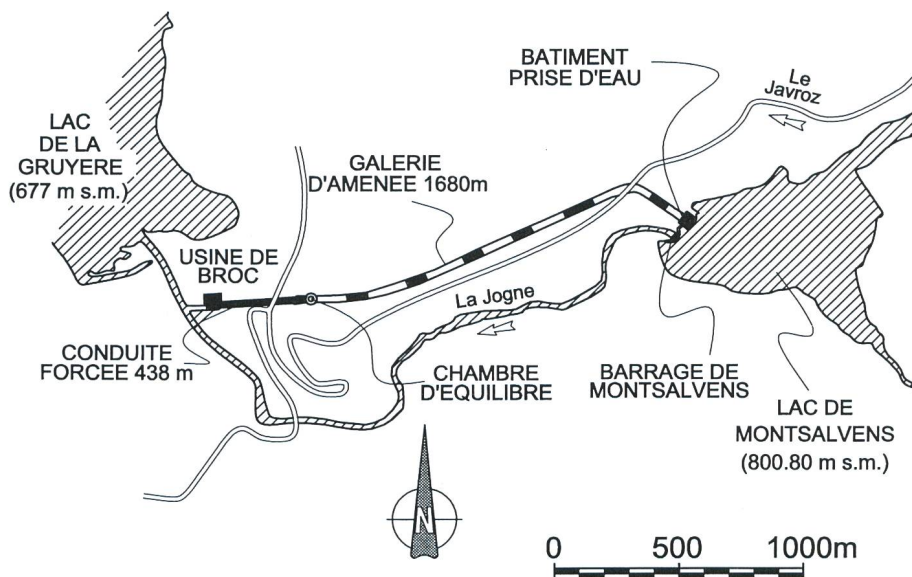 LAC
DE LA
GRUYERE
(677 m s.m.)
BATIMENT
PRISE D'EAU
Le
Javroz
GALERIE
D'AMENEE 1680m
USINE DE
BROC
La Jogne
CONDUITE
FORCEE 438 m
CHAMBRE
D'EQUILIBRE
BARRAGE DE
MONTSALVENS
LAC DE
MONTSALVENS
(800.80 m s.m.)
N
0 500 1000m